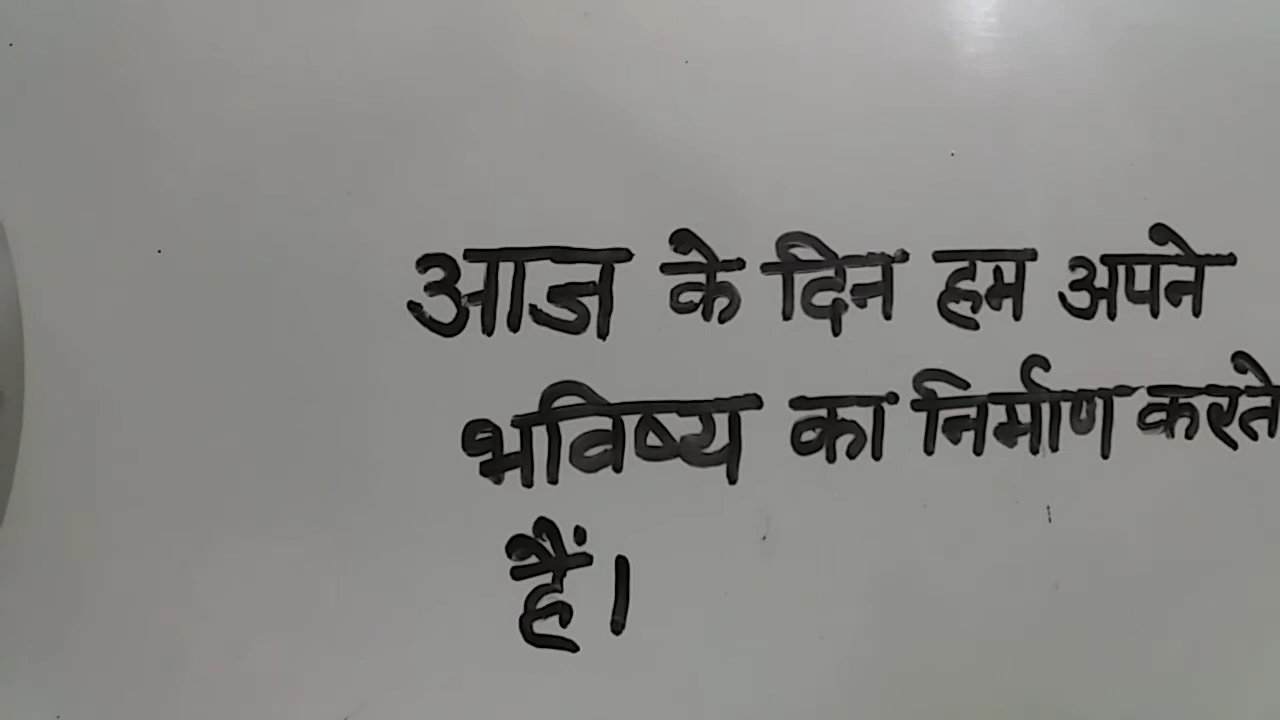 आज के दिन हम अपने
भविष्य का निर्माण करते
हैं।